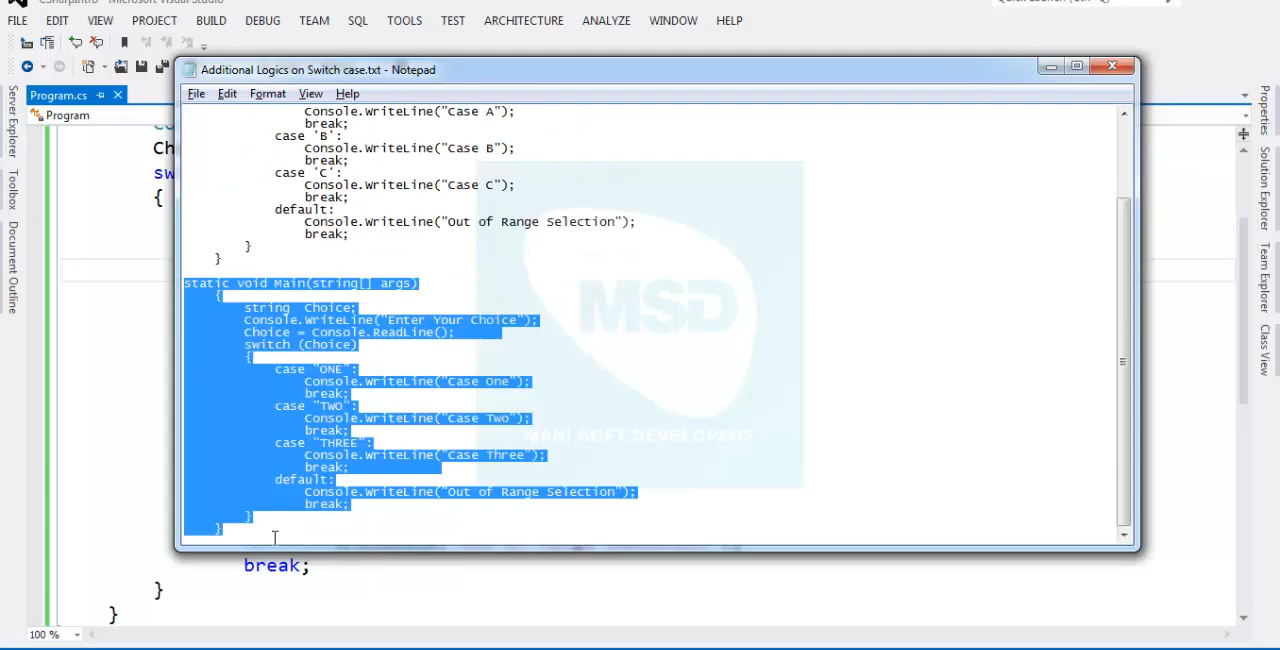 CSharpIntro - Microsoft Visual Studio
FILE EDIT VIEW PROJECT BUILD DEBUG TEAM SQL TOOLS TEST ARCHITECTURE ANALYZE WINDOW HELP
Additional Logics on Switch case.txt - Notepad
Program.cs
File Edit Format View Help
Program
Console.WriteLine("Case A");
break;
case 'B':
Console.WriteLine("Case B");
break;
case 'C':
Console.WriteLine("Case C");
break;
default:
Console.WriteLine("Out of Range Selection");
break;
}
}
static void Main(string[] args)
{
string Choice;
Console.WriteLine("Enter Your Choice");
Choice = Console.ReadLine();
switch (Choice)
{
case "ONE":
Console.WriteLine("Case One");
break;
case "TWO":
Console.WriteLine("Case Two");
break;
case "THREE":
Console.WriteLine("Case Three");
break;
default:
Console.WriteLine("Out of Range Selection");
break;
}
}
MSD
MANI SOFT DEVELOPERS
Ch
sw
{
break;
}
}
100 %
Server Explorer
Toolbox
Document Outline
Properties
Solution Explorer
Team Explorer
Class View